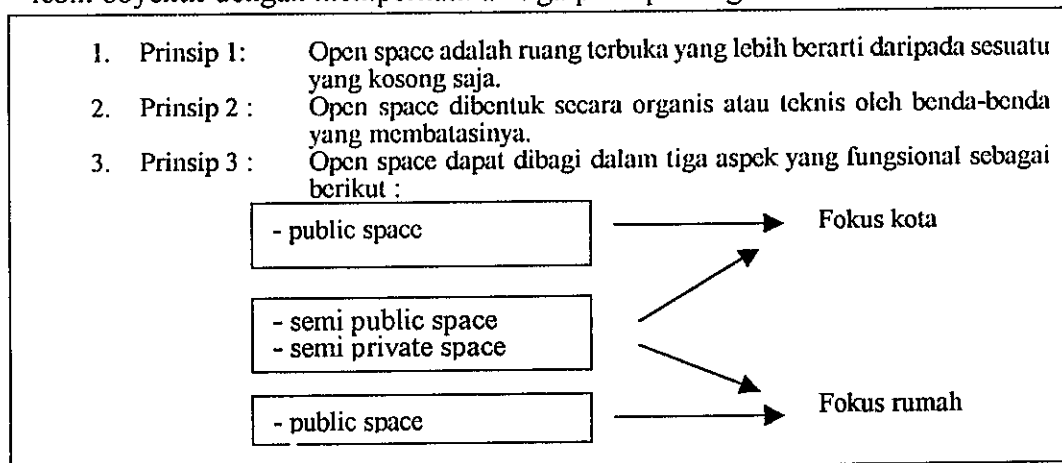 1. Prinsip 1: Open space adalah ruang terbuka yang lebih berarti daripada sesuatu
yang kosong saja.
2. Prinsip 2 : Open space dibentuk secara organis atau teknis oleh benda-benda
yang membatasinya.
3. Prinsip 3 : Open space dapat dibagi dalam tiga aspek yang fungsional sebagai
berikut :
- public space
Fokus kota
- semi public space
- semi private space
- public space
Fokus rumah